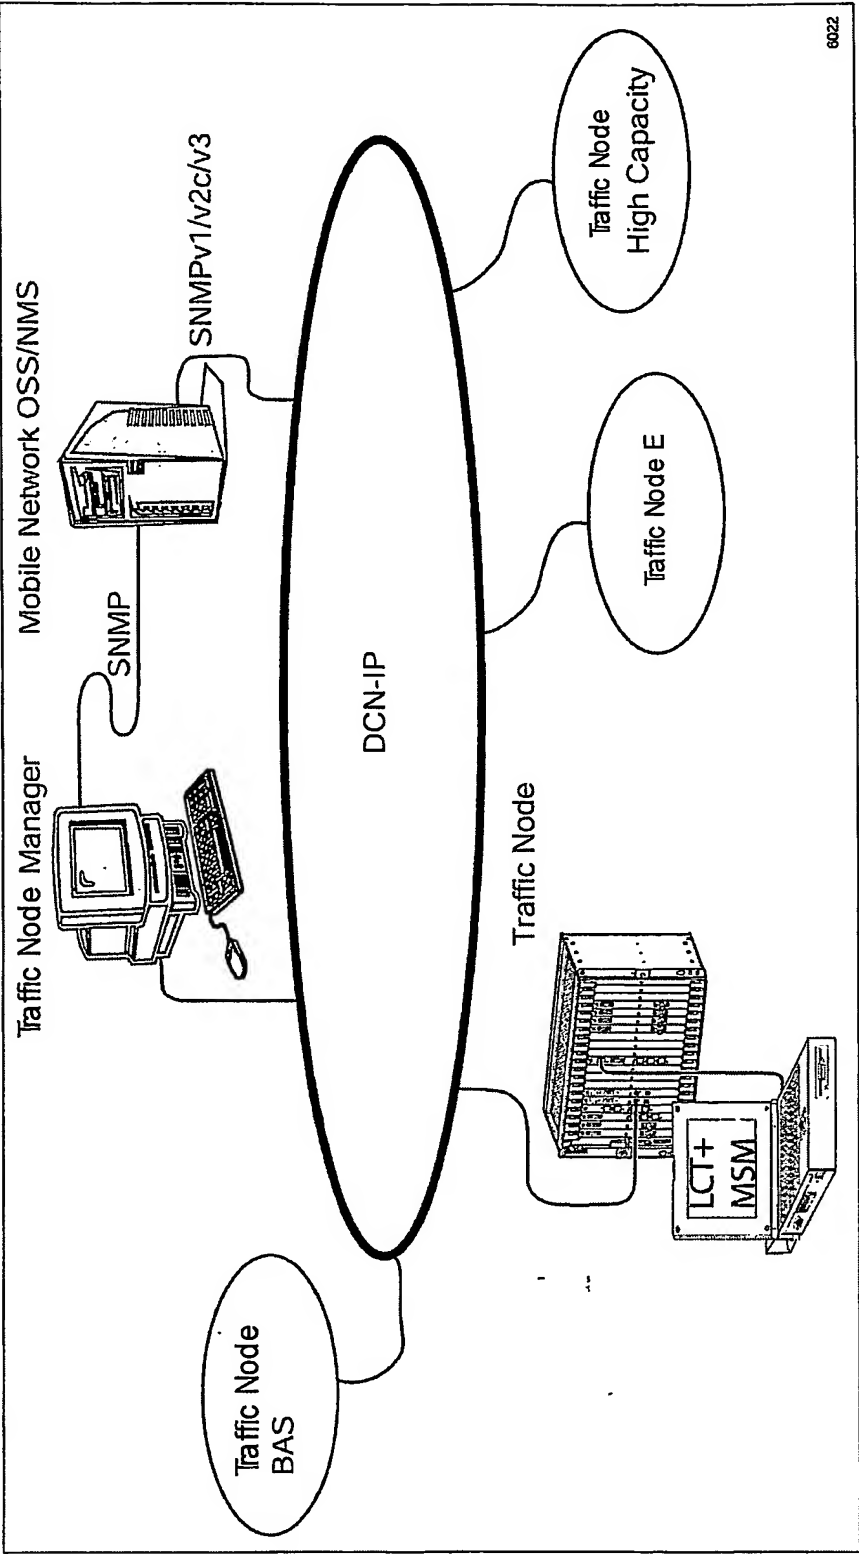 Traffic Node Manager
Mobile Network OSS/NMS
SNMP
SNMPv1/v2c/v3
DCN-IP
Traffic Node
BAS
Traffic Node
LCT+
MSM
Traffic Node E
Traffic Node
High Capacity
6022